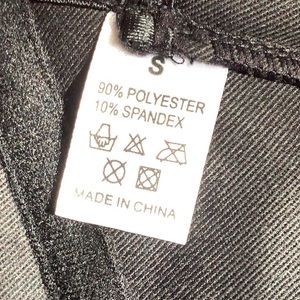 S
90% POLYESTER
10% SPANDEX
MADE IN CHINA